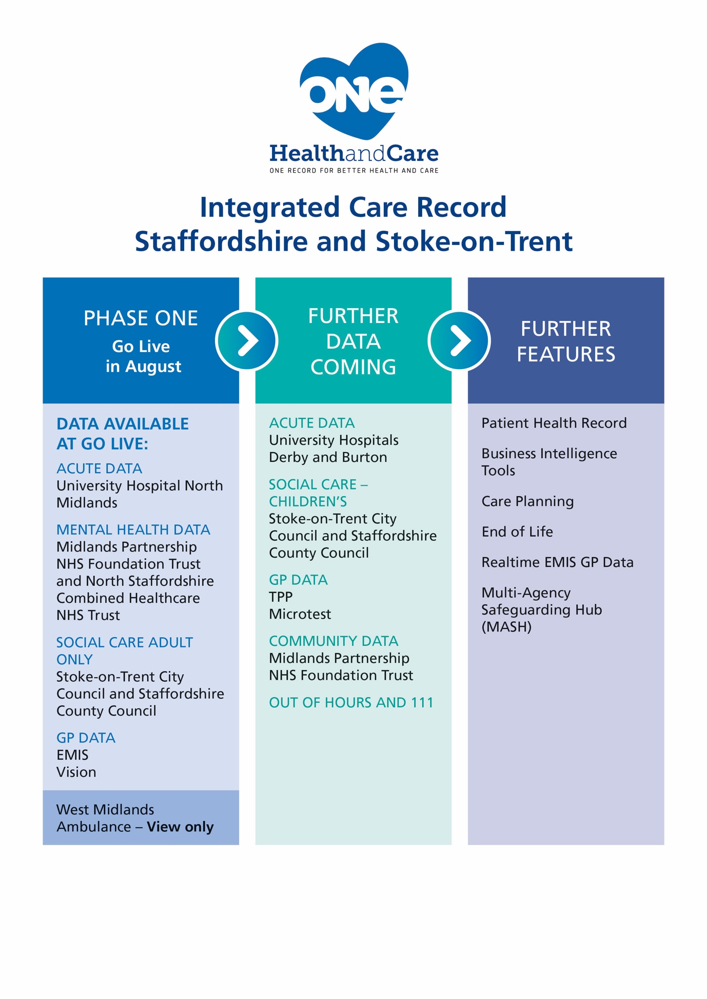 ONE
HealthandCare
ONE RECORD FOR BETTER HEALTH AND CARE
Integrated Care Record
Staffordshire and Stoke-on-Trent
PHASE ONE
Go Live
in August
DATA AVAILABLE
AT GO LIVE:
ACUTE DATA
University Hospital North
Midlands
MENTAL HEALTH DATA
Midlands Partnership
NHS Foundation Trust
and North Staffordshire
Combined Healthcare
NHS Trust
SOCIAL CARE ADULT
ONLY
Stoke-on-Trent City
Council and Staffordshire
County Council
GP DATA
EMIS
Vision
West Midlands
Ambulance – View only
FURTHER
DATA
COMING
ACUTE DATA
University Hospitals
Derby and Burton
SOCIAL CARE –
CHILDREN’S
Stoke-on-Trent City
Council and Staffordshire
County Council
GP DATA
TPP
Microtest
COMMUNITY DATA
Midlands Partnership
NHS Foundation Trust
OUT OF HOURS AND 111
FURTHER
FEATURES
Patient Health Record
Business Intelligence
Tools
Care Planning
End of Life
Realtime EMIS GP Data
Multi-Agency
Safeguarding Hub
(MASH)